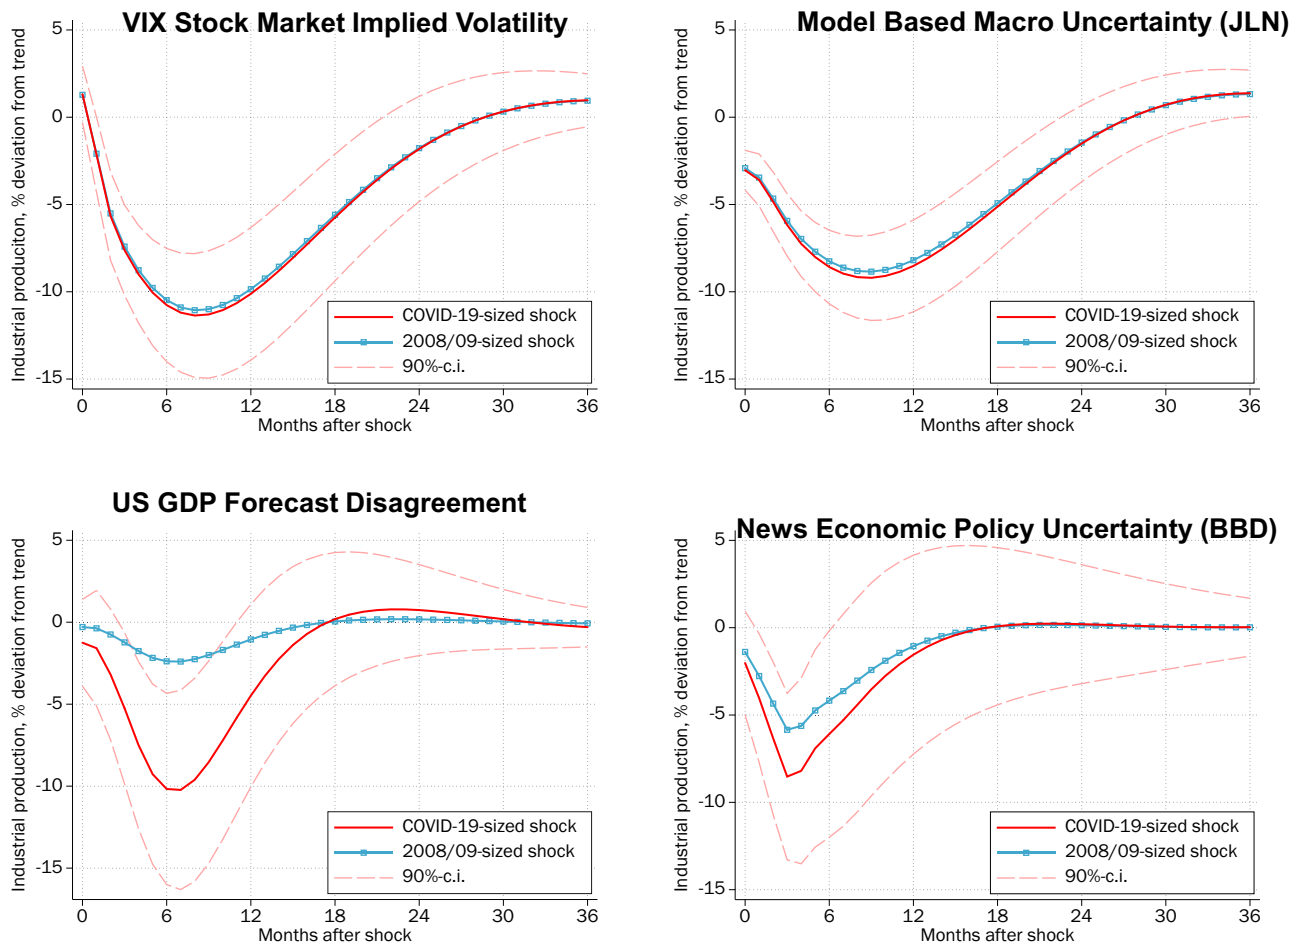 VIX Stock Market Implied Volatility
Industrial produciton, % deviation from trend
5
0
-5
-10
-15
COVID-19-sized shock
2008/09-sized shock
90%-c.i.
0 6 12 18 24 30 36
Months after shock
Model Based Macro Uncertainty (JLN)
Industrial production, % deviation from trend
5
0
-5
-10
-15
COVID-19-sized shock
2008/09-sized shock
90%-c.i.
0 6 12 18 24 30 36
Months after shock
US GDP Forecast Disagreement
Industrial production, % deviation from trend
5
0
-5
-10
-15
COVID-19-sized shock
2008/09-sized shock
90%-c.i.
0 6 12 18 24 30 36
Months after shock
News Economic Policy Uncertainty (BBD)
Industrial production, % deviation from trend
5
0
-5
-10
-15
COVID-19-sized shock
2008/09-sized shock
90%-c.i.
0 6 12 18 24 30 36
Months after shock